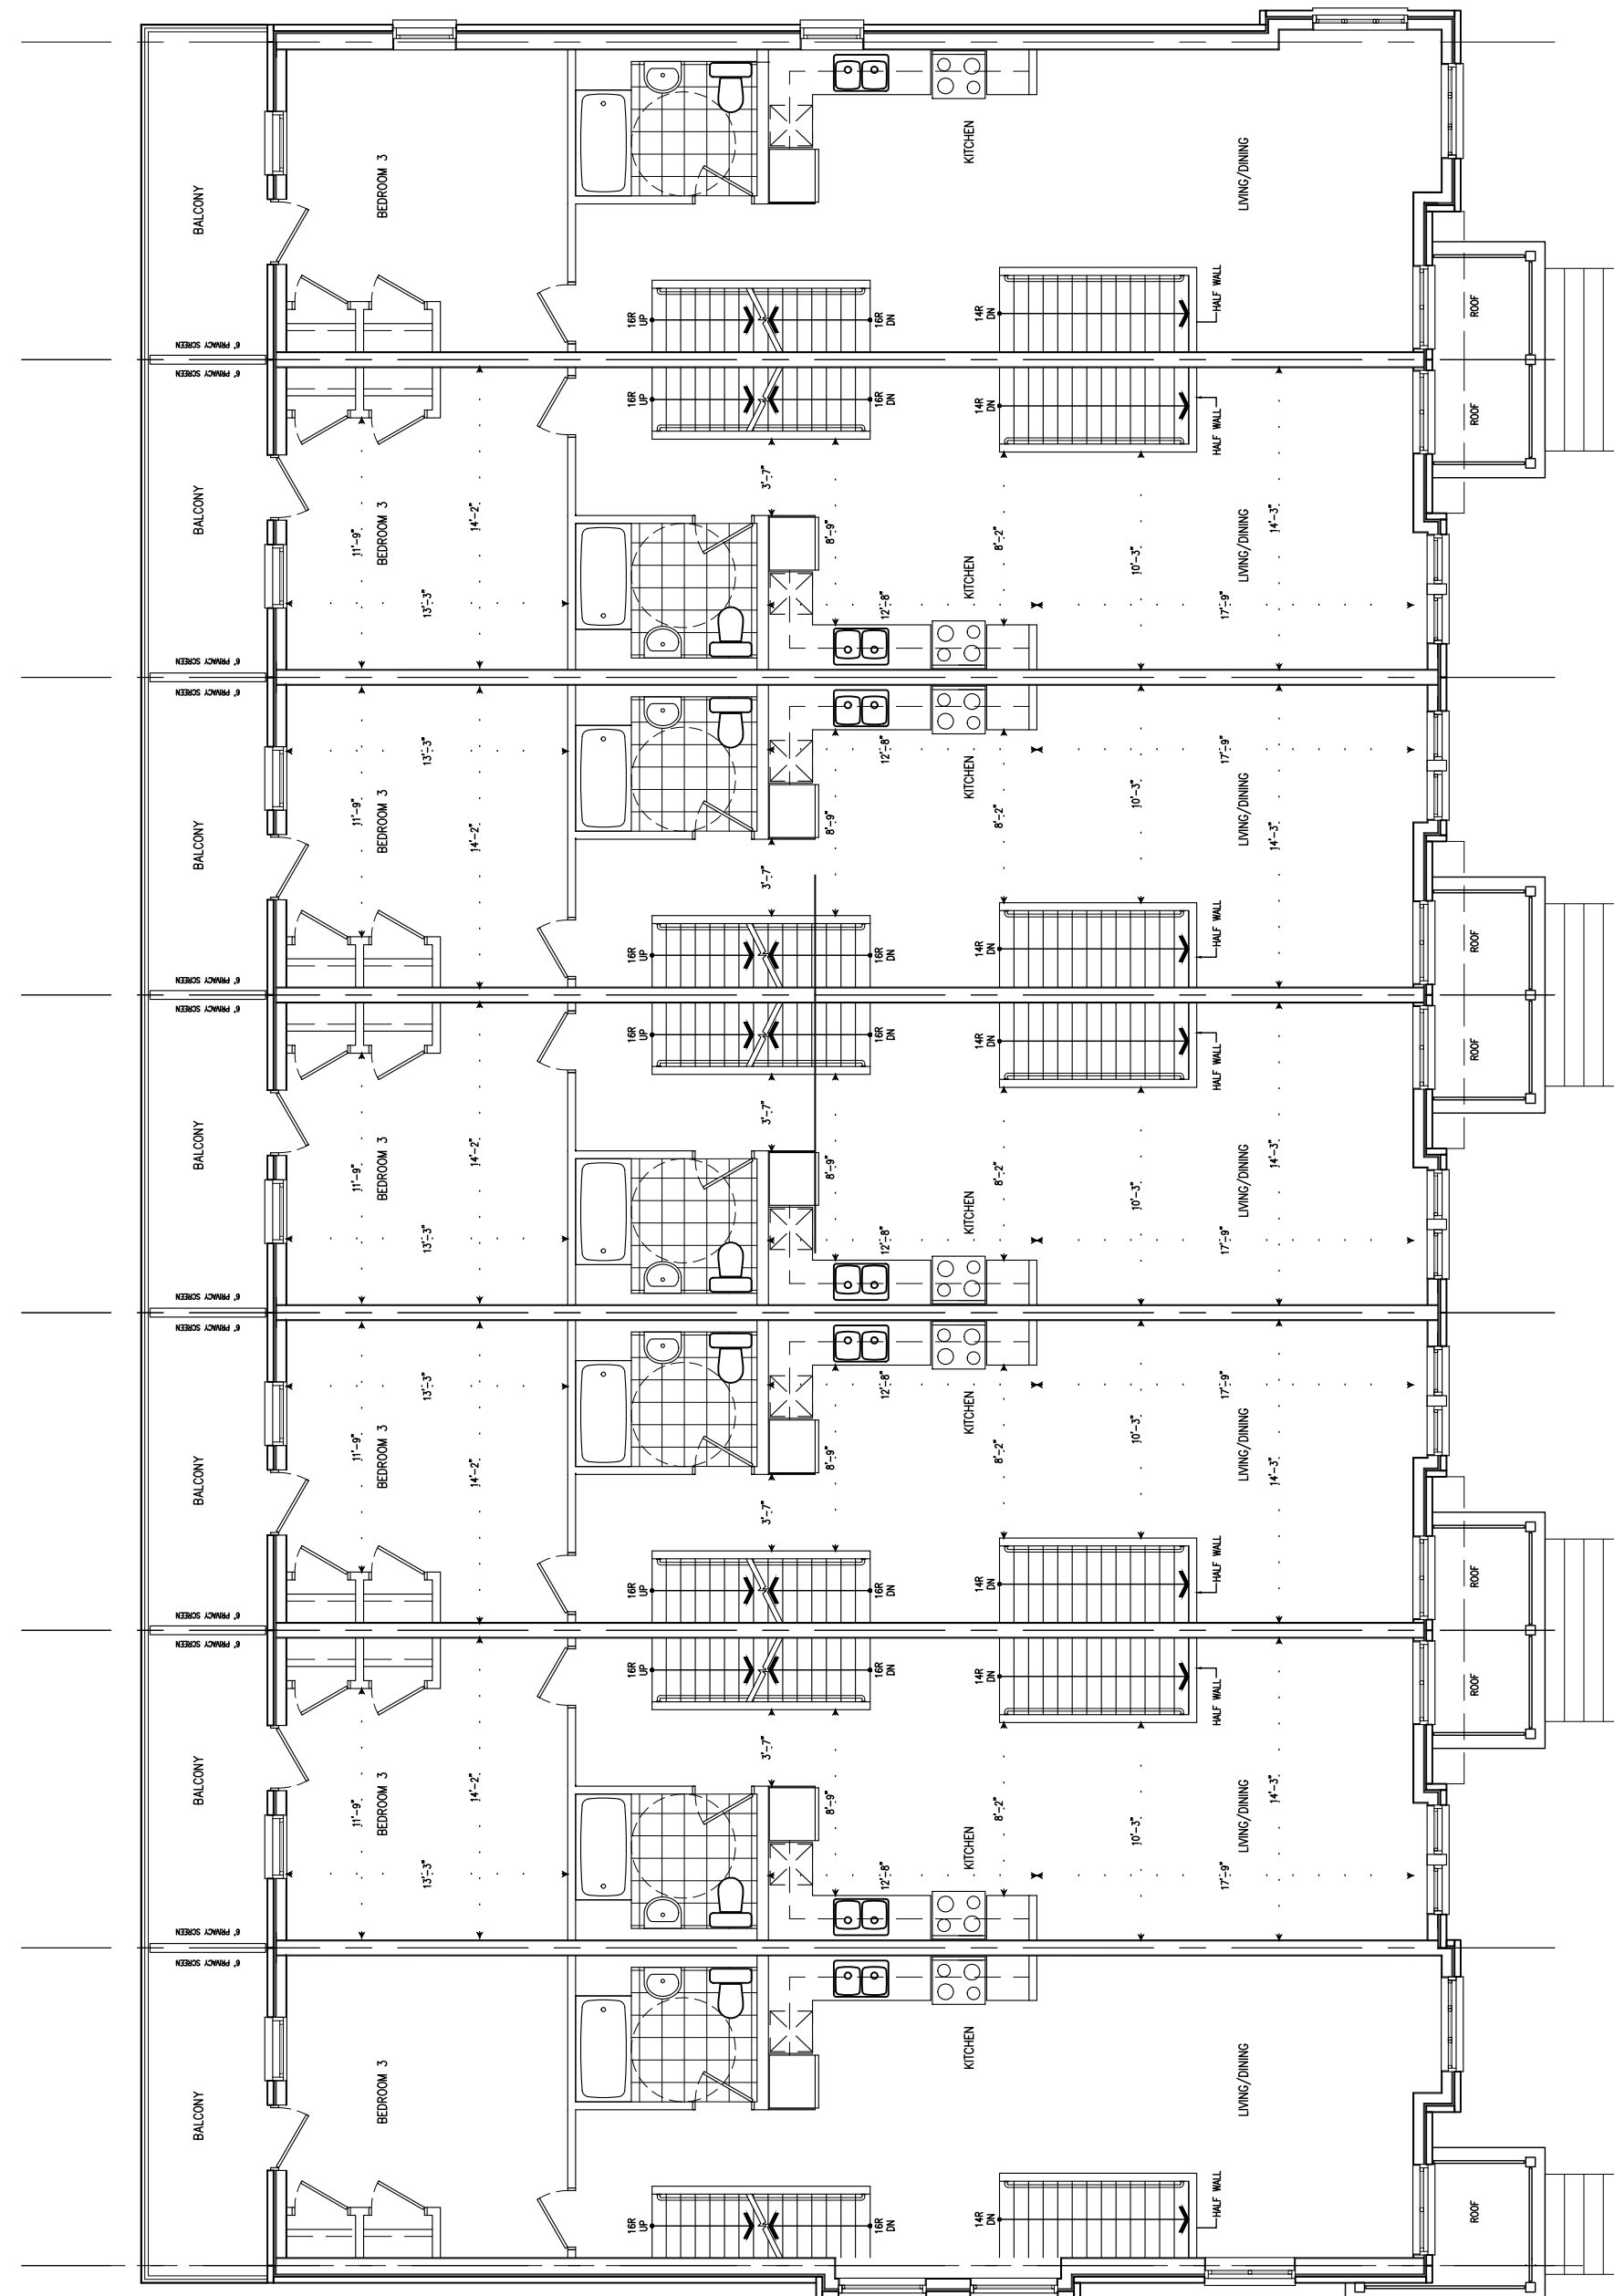 BALCONY
BEDROOM 3
KITCHEN
LIVING/DINING
16R
UP
16R
DN
14R
DN
HALF WALL
ROOF
6' PRIVACY SCREEN
6' PRIVACY SCREEN
16R
UP
16R
DN
14R
DN
HALF WALL
ROOF
BALCONY
11'-9"
BEDROOM 3
13'-3"
14'-2"
3'-7"
8'-9"
12'-8"
KITCHEN
8'-2"
10'-3"
17'-9"
LIVING/DINING
14'-3"
6' PRIVACY SCREEN
6' PRIVACY SCREEN
BALCONY
11'-9"
BEDROOM 3
13'-3"
14'-2"
3'-7"
8'-9"
12'-8"
KITCHEN
8'-2"
10'-3"
17'-9"
LIVING/DINING
14'-3"
16R
UP
16R
DN
14R
DN
HALF WALL
ROOF
6' PRIVACY SCREEN
6' PRIVACY SCREEN
16R
UP
16R
DN
14R
DN
HALF WALL
ROOF
BALCONY
11'-9"
BEDROOM 3
13'-3"
14'-2"
3'-7"
8'-9"
12'-8"
KITCHEN
8'-2"
10'-3"
17'-9"
LIVING/DINING
14'-3"
6' PRIVACY SCREEN
6' PRIVACY SCREEN
BALCONY
11'-9"
BEDROOM 3
13'-3"
14'-2"
3'-7"
8'-9"
12'-8"
KITCHEN
8'-2"
10'-3"
17'-9"
LIVING/DINING
14'-3"
16R
UP
16R
DN
14R
DN
HALF WALL
ROOF
6' PRIVACY SCREEN
6' PRIVACY SCREEN
16R
UP
16R
DN
14R
DN
HALF WALL
ROOF
BALCONY
11'-9"
BEDROOM 3
13'-3"
14'-2"
3'-7"
8'-9"
12'-8"
KITCHEN
8'-2"
10'-3"
17'-9"
LIVING/DINING
14'-3"
6' PRIVACY SCREEN
6' PRIVACY SCREEN
BALCONY
BEDROOM 3
KITCHEN
LIVING/DINING
16R
UP
16R
DN
14R
DN
HALF WALL
ROOF